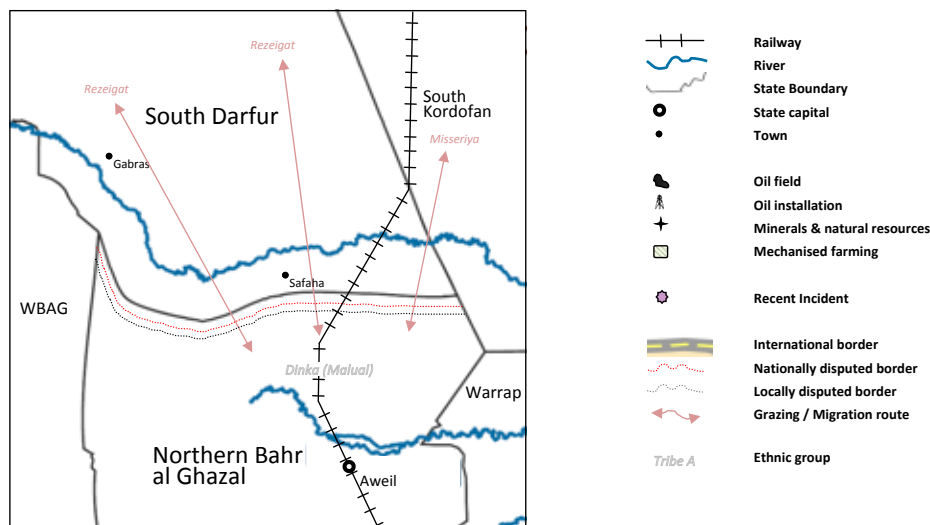 Rezeigat
Rezeigat
South Darfur
South
Kordofan
Misseriya
Gabras
Safaha
WBAG
Dinka (Malual)
Warrap
Northern Bahr
al Ghazal
Aweil
Railway
River
State Boundary
State capital
Town
Oil field
Oil installation
Minerals & natural resources
Mechanised farming
Recent Incident
International border
Nationally disputed border
Locally disputed border
Grazing / Migration route
Tribe A
Ethnic group